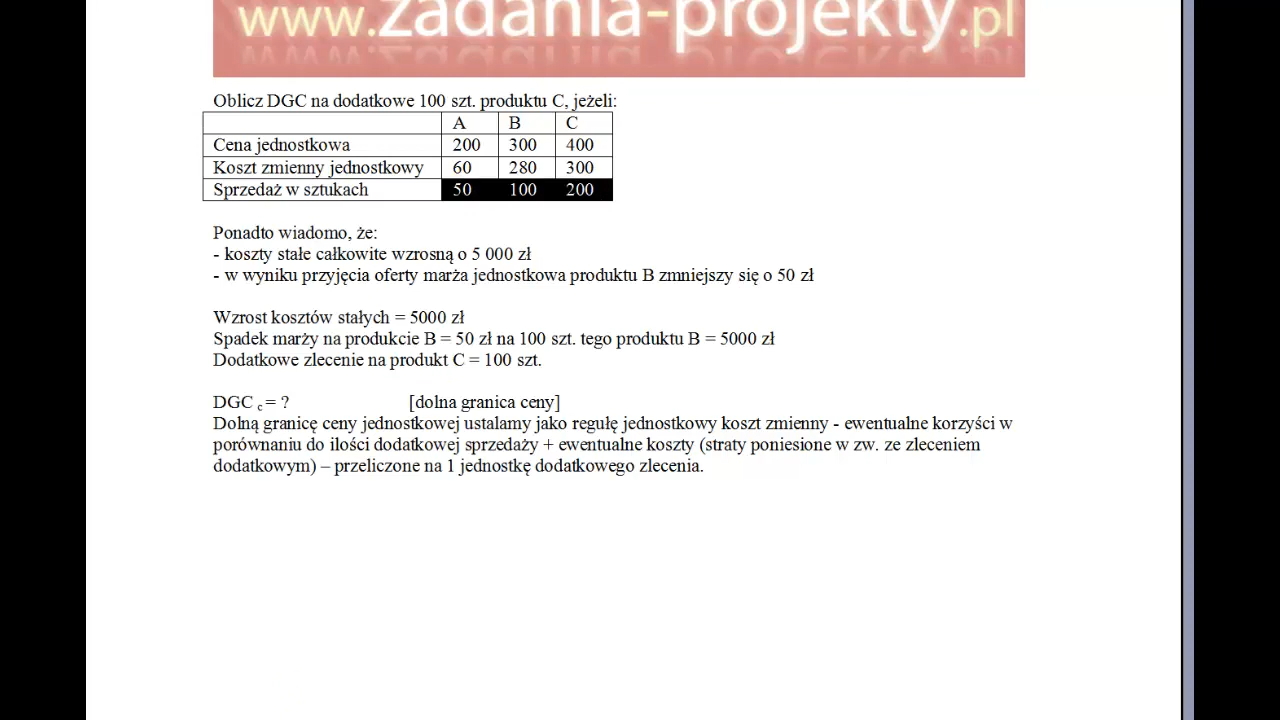 www.zadania-projekty.pl
Oblicz DGC na dodatkowe 100 szt. produktu C, jeżeli:
A B C
Cena jednostkowa 200 300 400
Koszt zmienny jednostkowy 60 280 300
Sprzedaż w sztukach 50 100 200
Ponadto wiadomo, że:
- koszty stałe całkowite wzrosną o 5 000 zł
- w wyniku przyjęcia oferty marża jednostkowa produktu B zmniejszy się o 50 zł
Wzrost kosztów stałych = 5000 zł
Spadek marży na produkcie B = 50 zł na 100 szt. tego produktu B = 5000 zł
Dodatkowe zlecenie na produkt C = 100 szt.
DGC c = ? [dolna granica ceny]
Dolną granicę ceny jednostkowej ustalamy jako regułę jednostkowy koszt zmienny - ewentualne korzyści w
porównaniu do ilości dodatkowej sprzedaży + ewentualne koszty (straty poniesione w zw. ze zleceniem
dodatkowym) – przeliczone na 1 jednostkę dodatkowego zlecenia.